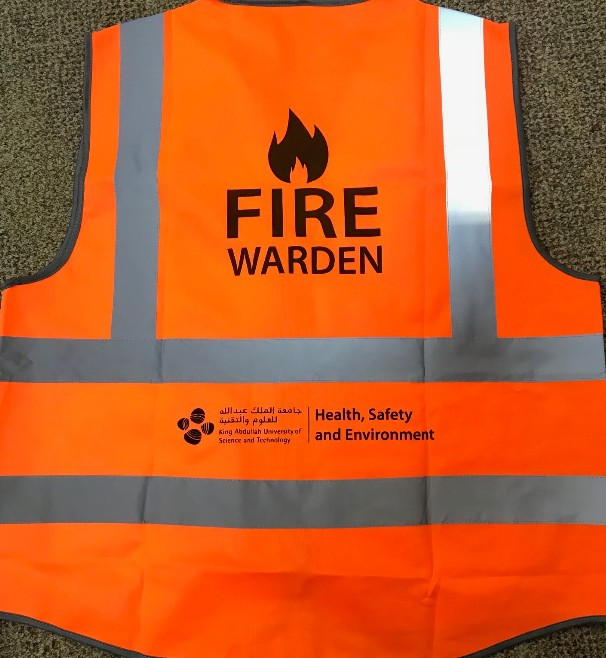 FIRE
WARDEN
جامعة الملك عبدالله
للعلوم والتقنية
King Abdullah University of
Science and Technology
Health, Safety
and Environment